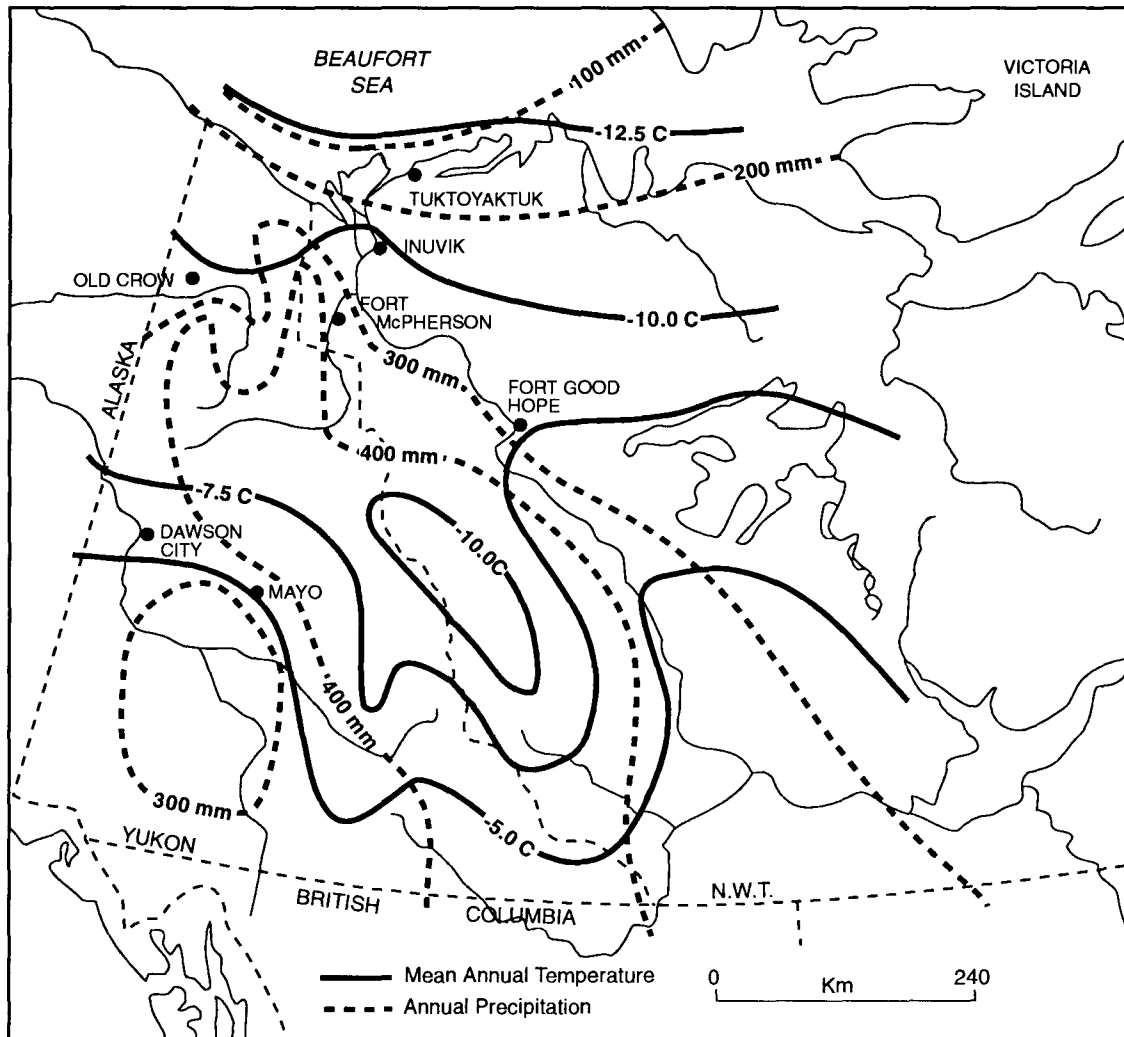 BEAUFORT
SEA
VICTORIA
ISLAND
100 mm
-12.5 C
200 mm
TUKTOYAKTUK
INUVIK
OLD CROW
-10.0 C
FORT
McPHERSON
ALASKA
300 mm
FORT GOOD
HOPE
400 mm
-7.5 C
-10.0C
DAWSON
CITY
MAYO
400 mm
300 mm
-5.0 C
YUKON
BRITISH
COLUMBIA
N.W.T.
Mean Annual Temperature
Annual Precipitation
0
240
Km